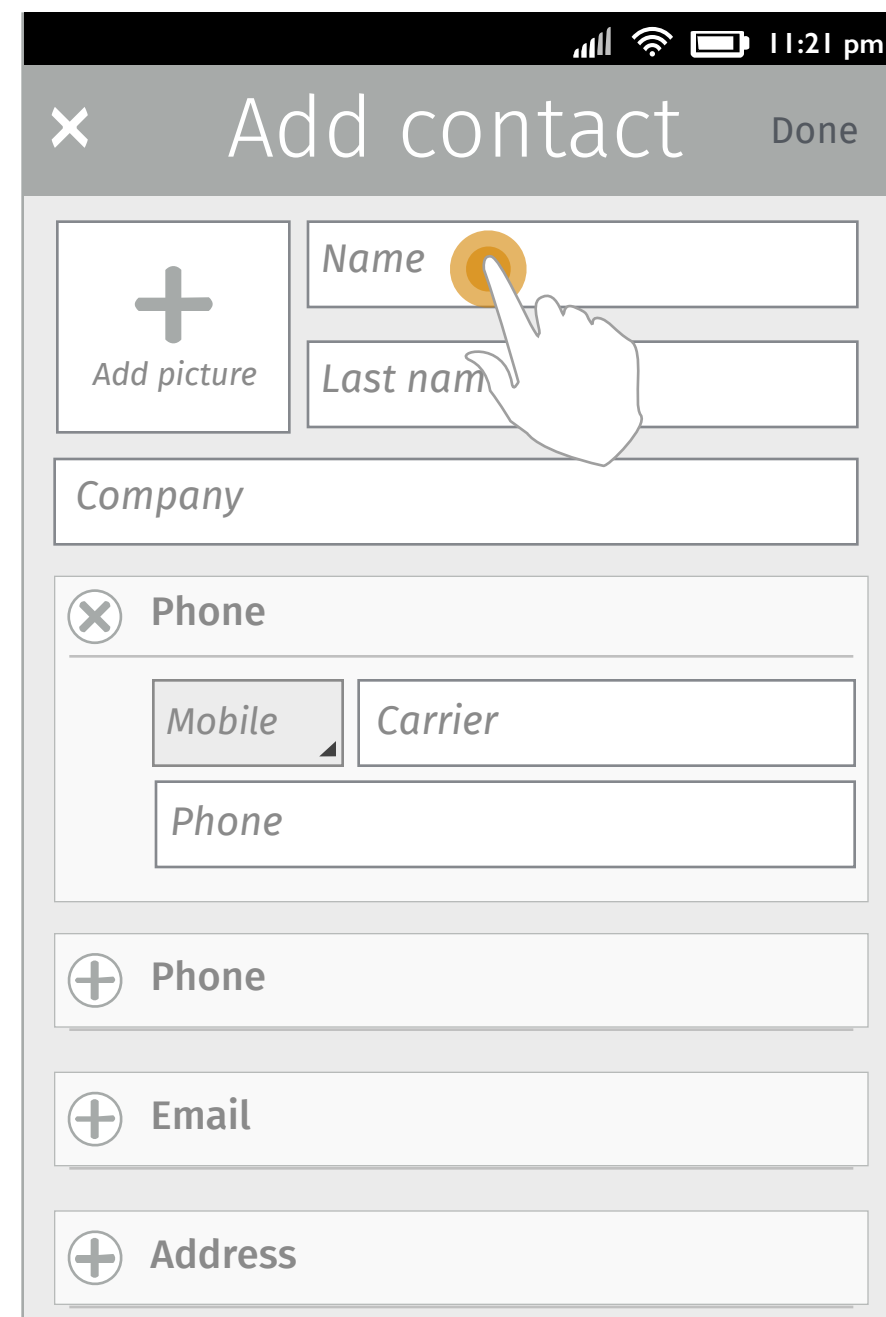 11:21 pm
Add contact Done
Name
Add picture
Last nam
Company
Phone
Mobile Carrier
Phone
Phone
Email
Address